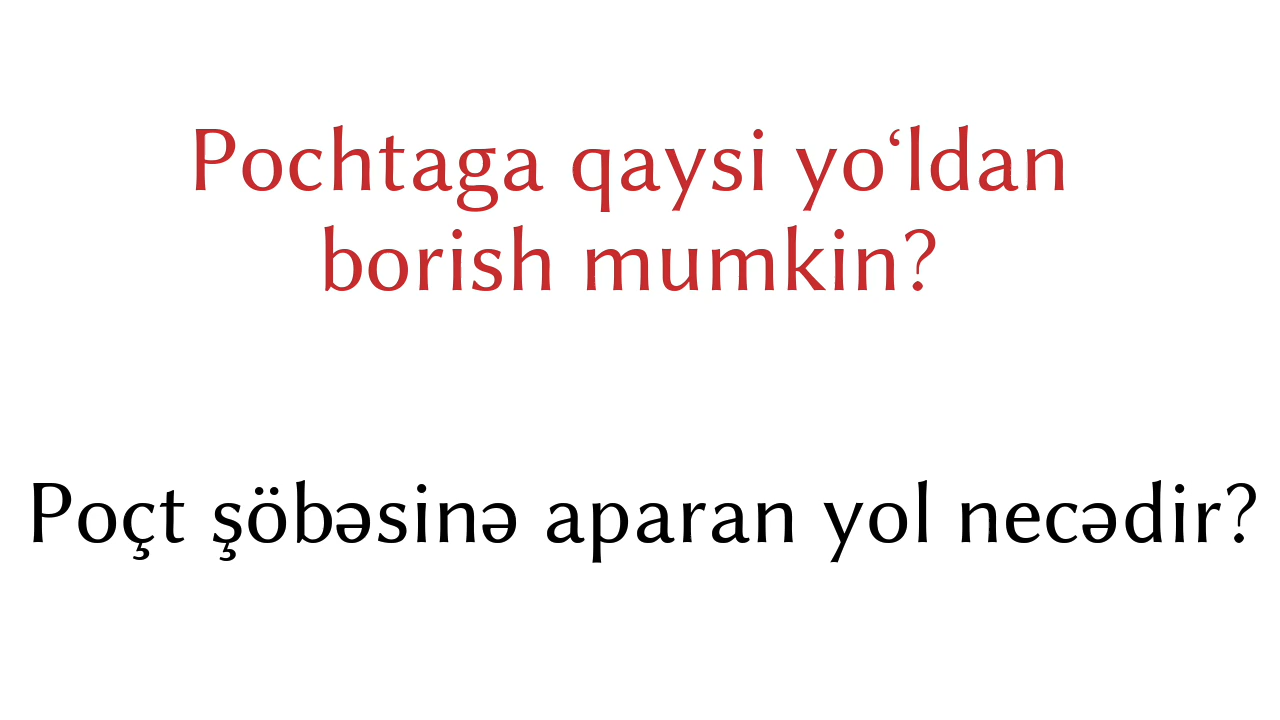 Pochtaga qaysi yo‘ldan
borish mumkin?
Poçt şöbəsinə aparan yol necədir?